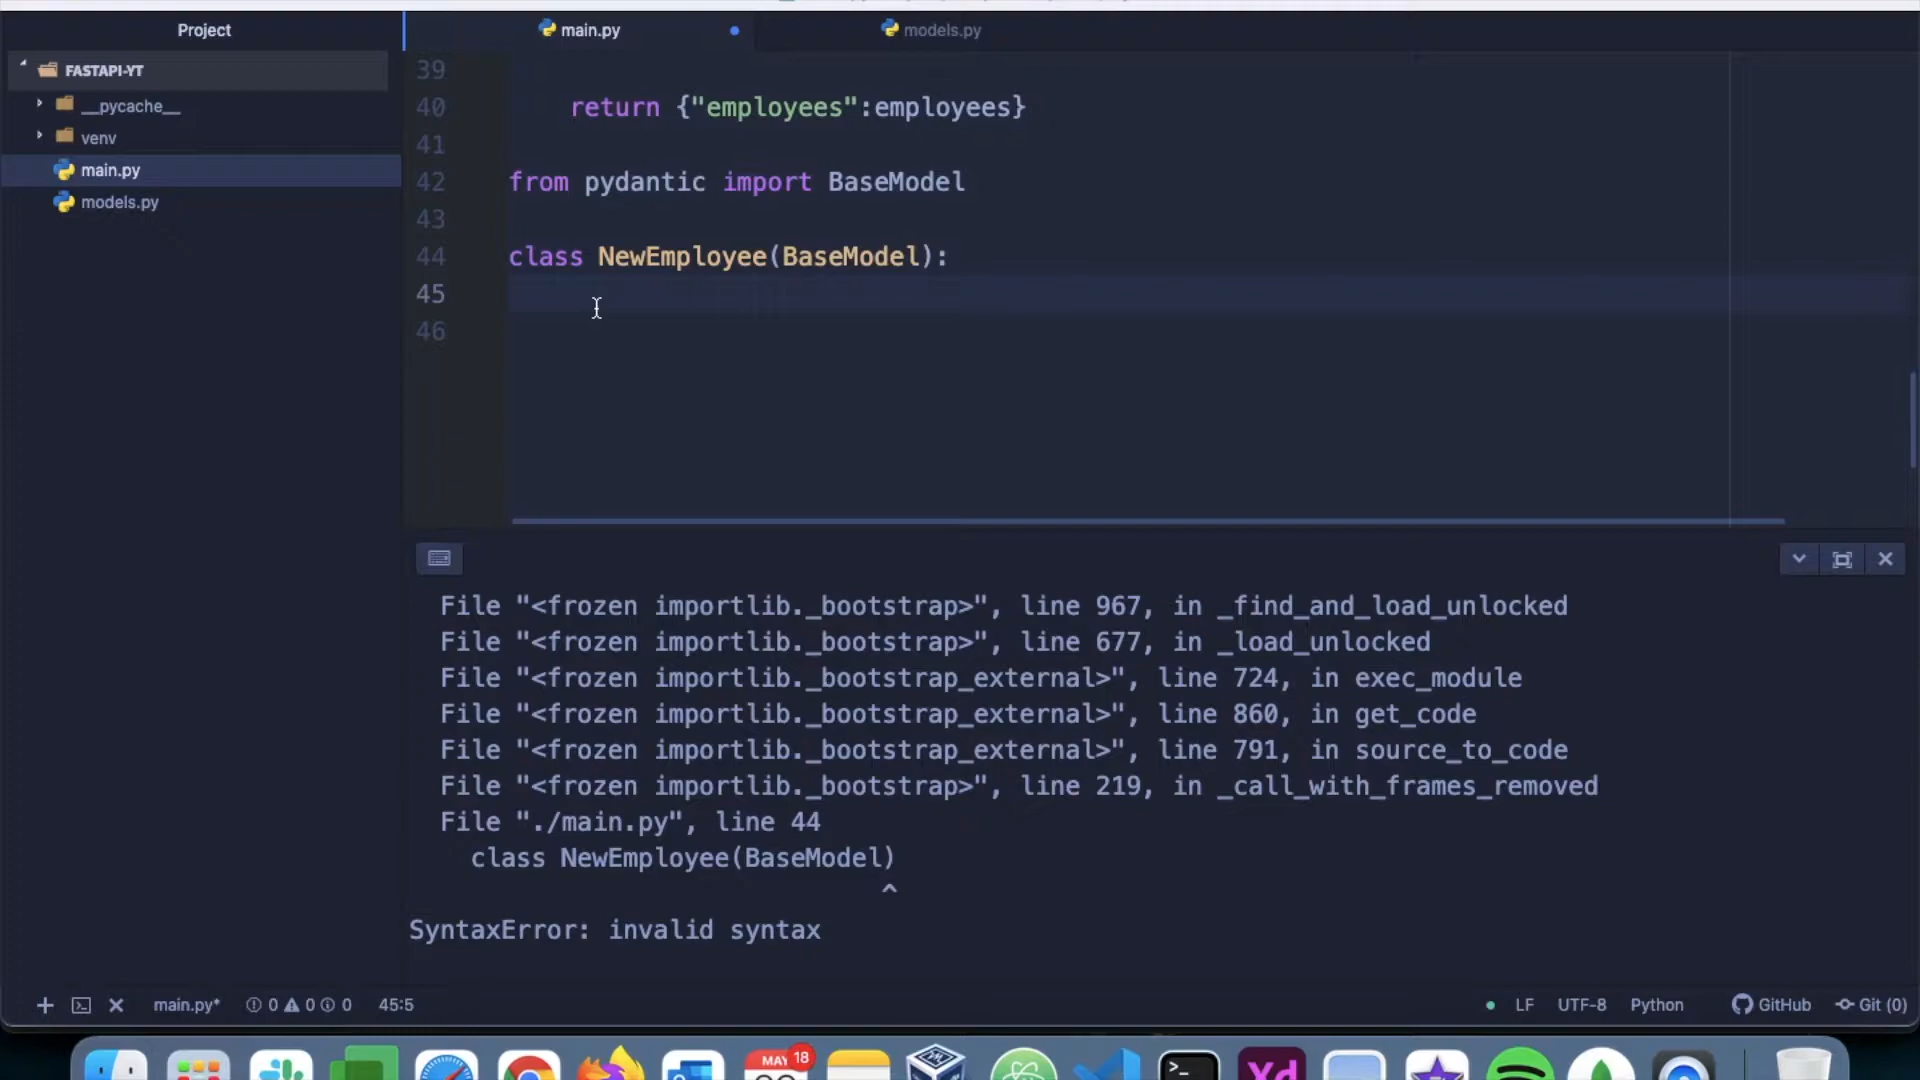 Project
main.py
models.py
FASTAPI-YT
__pycache__
venv
main.py
models.py
39
40 return {"employees":employees}
41
42 from pydantic import BaseModel
43
44 class NewEmployee(BaseModel):
45
46
File "<frozen importlib._bootstrap>", line 967, in _find_and_load_unlocked
File "<frozen importlib._bootstrap>", line 677, in _load_unlocked
File "<frozen importlib._bootstrap_external>", line 724, in exec_module
File "<frozen importlib._bootstrap_external>", line 860, in get_code
File "<frozen importlib._bootstrap_external>", line 791, in source_to_code
File "<frozen importlib._bootstrap>", line 219, in _call_with_frames_removed
File "./main.py", line 44
class NewEmployee(BaseModel)
^
SyntaxError: invalid syntax
main.py* 0 0 0 45:5 LF UTF-8 Python GitHub Git (0)
MAY 18
Xd